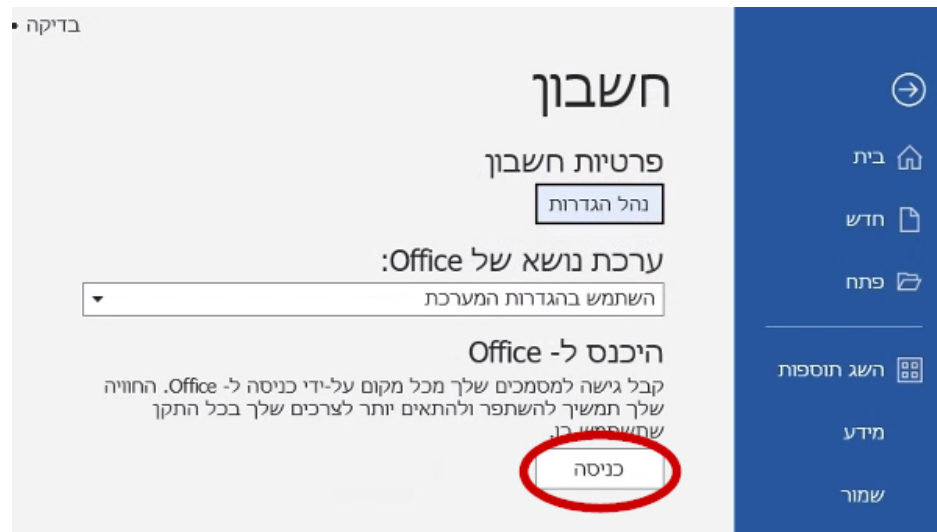 בדיקה •
חשבון
פרטיות חשבון
נהל הגדרות
ערכת נושא של Office:
השתמש בהגדרות המערכת
היכנס ל- Office
קבל גישה למסמכים שלך מכל מקום על-ידי כניסה ל- Office. החוויה
שלך תמשיך להשתפר ולהתאים יותר לצרכים שלך בכל התקן
שתשתמש בו.
כניסה
בית
חדש
פתח
השג תוספות
מידע
שמור